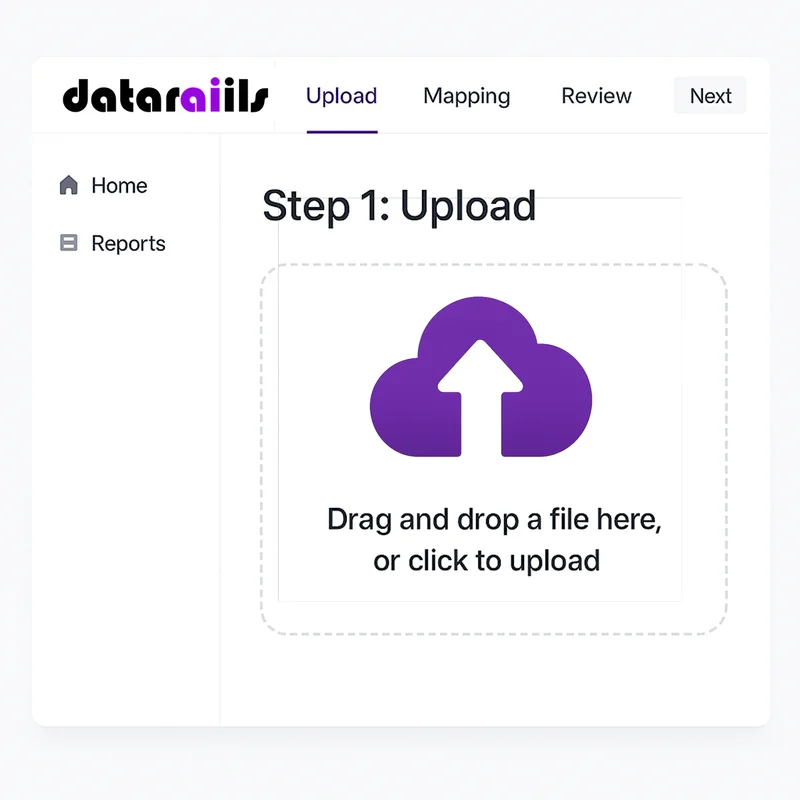 dataraiils
Upload
Mapping
Review
Next
Home
Reports
Step 1: Upload
Drag and drop a file here,
or click to upload